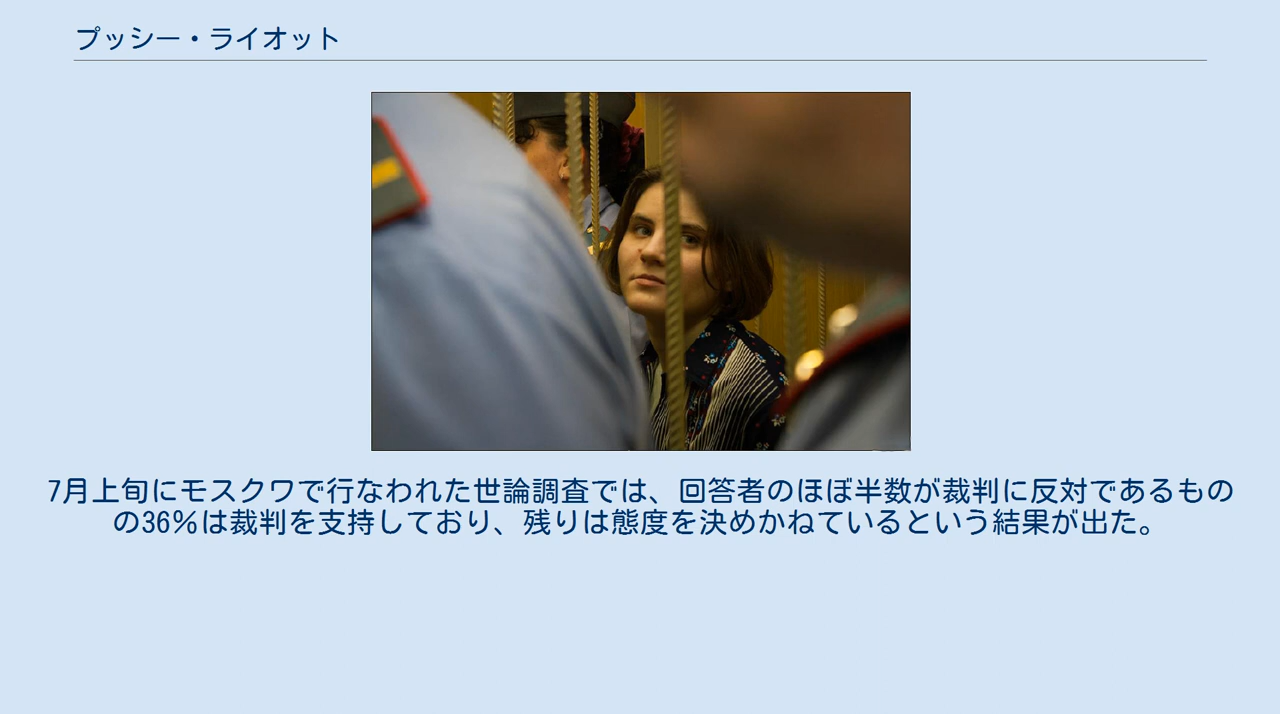 プッシー・ライオット
7月上旬にモスクワで行なわれた世論調査では、回答者のほぼ半数が裁判に反対であるもの
の36%は裁判を支持しており、残りは態度を決めかねているという結果が出た。